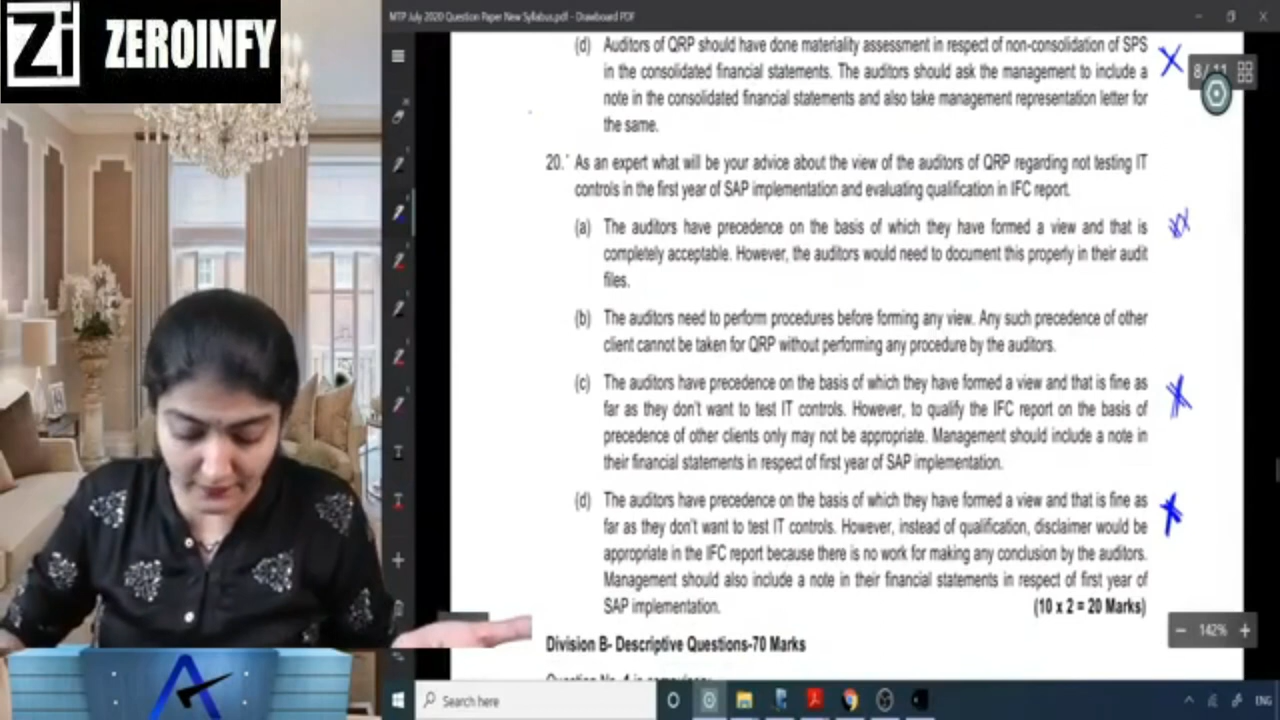 Zi ZEROINFY
MTP July 2020 Question Paper New Syllabus.pdf - Drawboard PDF
(d) Auditors of QRP should have done materiality assessment in respect of non-consolidation of SPS
in the consolidated financial statements. The auditors should ask the management to include a
note in the consolidated financial statements and also take management representation letter for
the same.
8 / 11
20. As an expert what will be your advice about the view of the auditors of QRP regarding not testing IT
controls in the first year of SAP implementation and evaluating qualification in IFC report.
(a) The auditors have precedence on the basis of which they have formed a view and that is
completely acceptable. However, the auditors would need to document this properly in their audit
files.
(b) The auditors need to perform procedures before forming any view. Any such precedence of other
client cannot be taken for QRP without performing any procedure by the auditors.
(c) The auditors have precedence on the basis of which they have formed a view and that is fine as
far as they don't want to test IT controls. However, to qualify the IFC report on the basis of
precedence of other clients only may not be appropriate. Management should include a note in
their financial statements in respect of first year of SAP implementation.
(d) The auditors have precedence on the basis of which they have formed a view and that is fine as
far as they don't want to test IT controls. However, instead of qualification, disclaimer would be
appropriate in the IFC report because there is no work for making any conclusion by the auditors.
Management should also include a note in their financial statements in respect of first year of
SAP implementation. (10 x 2 = 20 Marks)
142%
Division B- Descriptive Questions-70 Marks
Search here
ENG